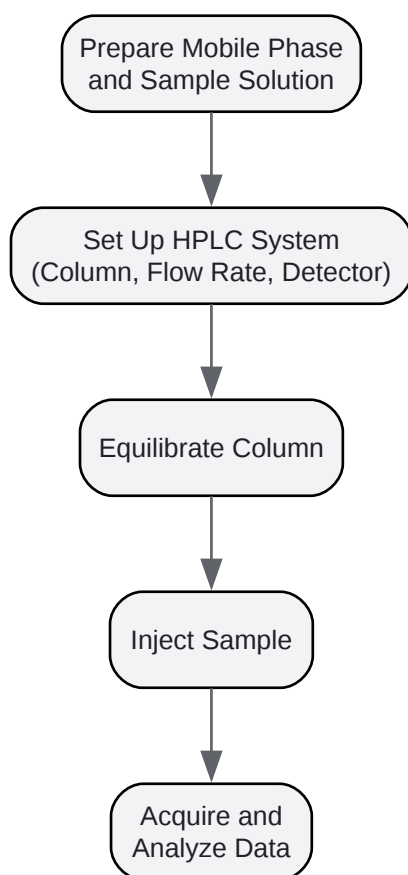 Prepare Mobile Phase
and Sample Solution
Set Up HPLC System
(Column, Flow Rate, Detector)
Equilibrate Column
Inject Sample
Acquire and
Analyze Data